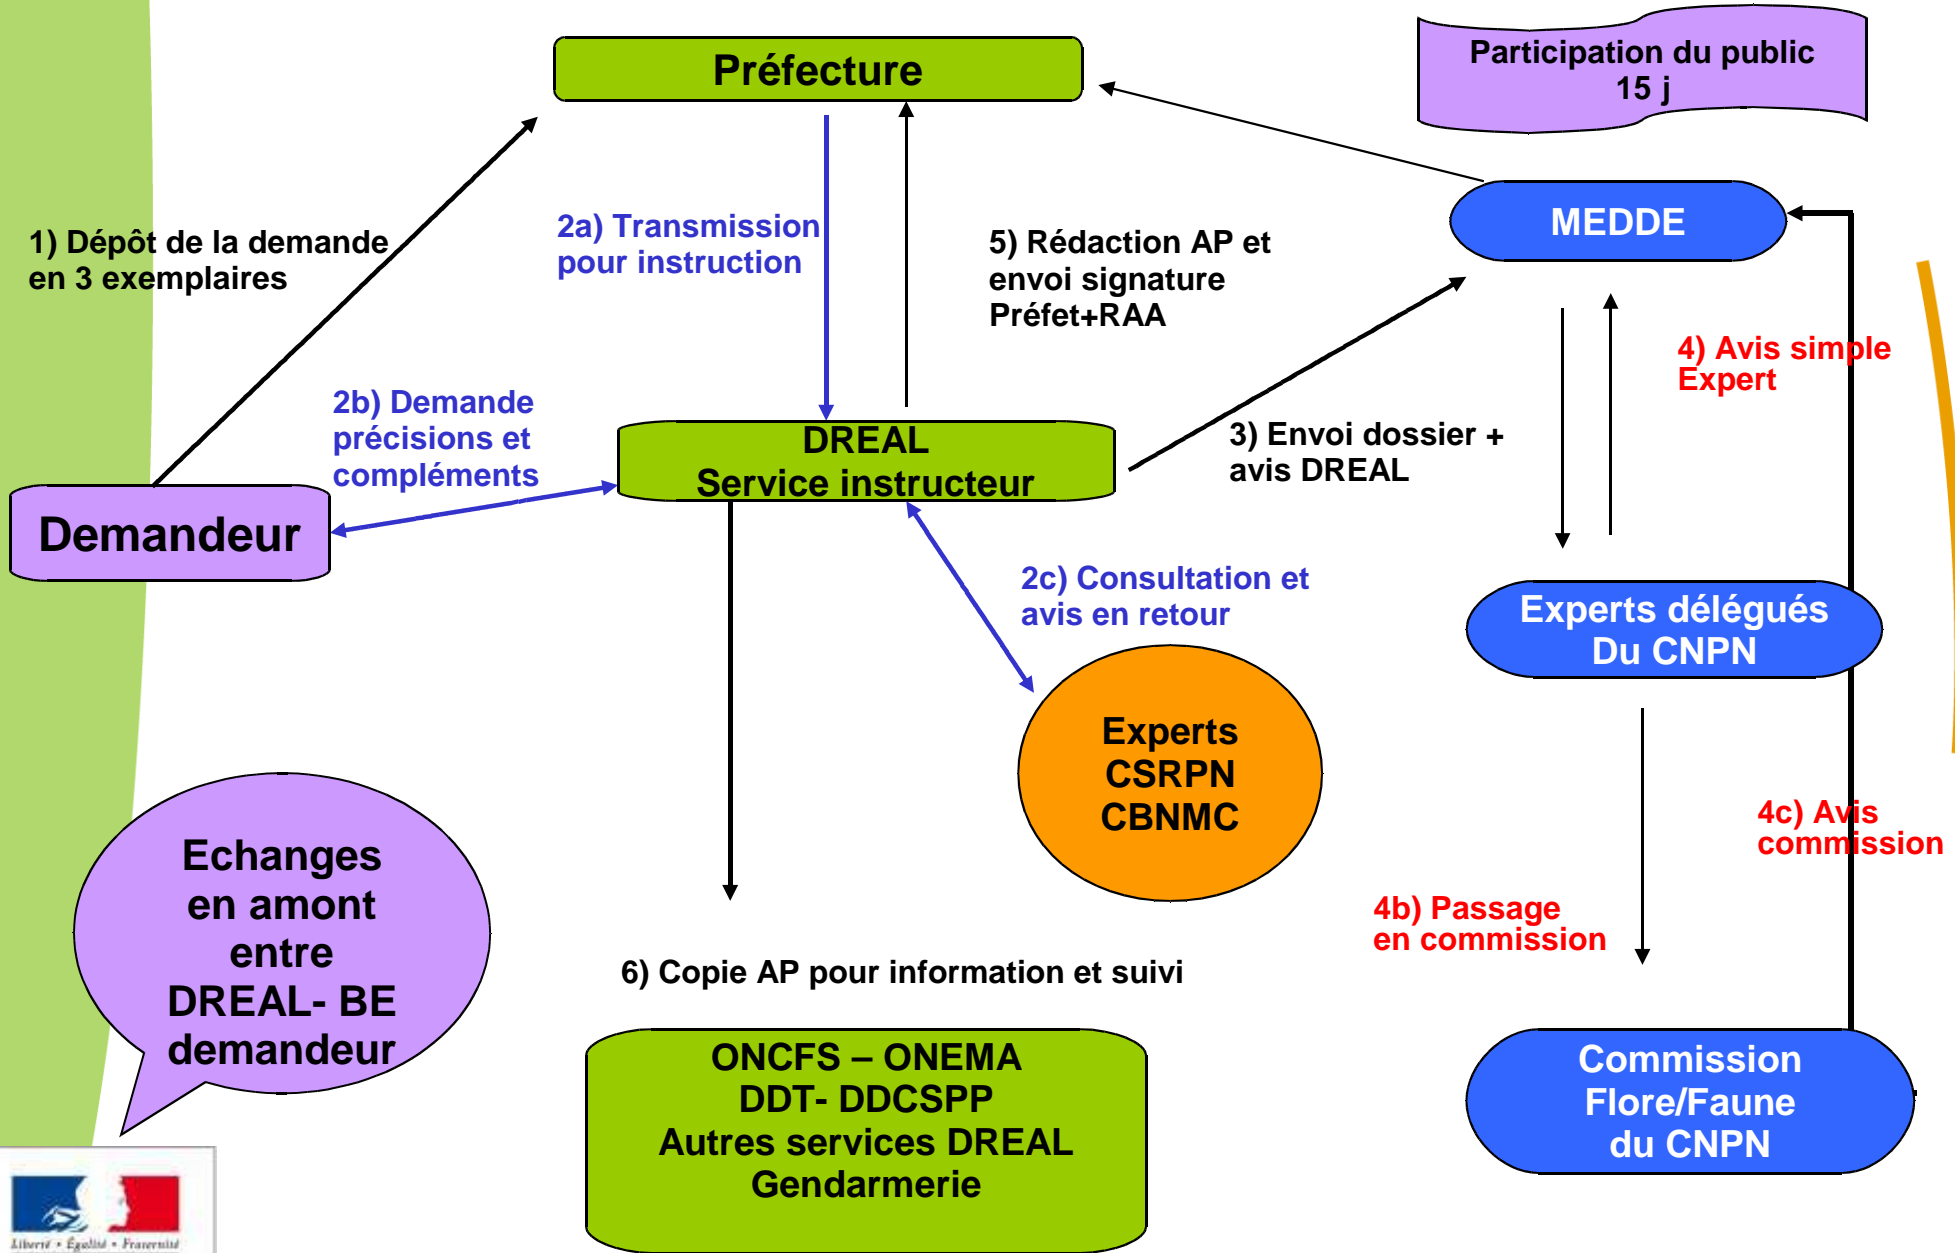 Préfecture
Participation du public
15 j
MEDDE
1) Dépôt de la demande
en 3 exemplaires
2a) Transmission
pour instruction
5) Rédaction AP et
envoi signature
Préfet+RAA
4) Avis simple
Expert
2b) Demande
précisions et
compléments
DREAL
Service instructeur
3) Envoi dossier +
avis DREAL
Demandeur
2c) Consultation et
avis en retour
Experts délégués
Du CNPN
Experts
CSRPN
CBNMC
4c) Avis
commission
Echanges
en amont
entre
DREAL- BE
demandeur
4b) Passage
en commission
6) Copie AP pour information et suivi
ONCFS – ONEMA
DDT- DDCSPP
Autres services DREAL
Gendarmerie
Commission
Flore/Faune
du CNPN
Liberté • Égalité • Fraternité